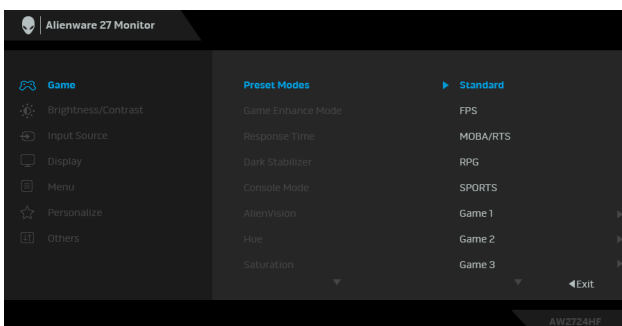 Alienware 27 Monitor
Game
Preset Modes
Standard
Brightness/Contrast
Game Enhance Mode
FPS
Input Source
Response Time
MOBA/RTS
Display
Dark Stabilizer
RPG
Menu
Console Mode
SPORTS
Personalize
AlienVision
Game 1
Others
Hue
Game 2
Saturation
Game 3
Exit
AW2724HF